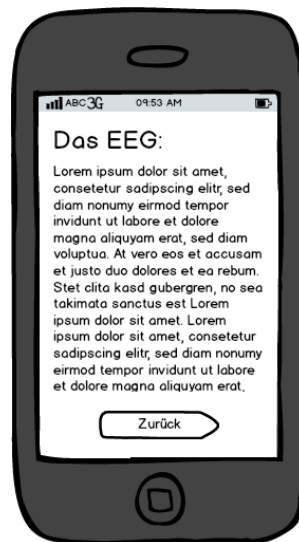 ABC 3G 09:53 AM
Das EEG:
Lorem ipsum dolor sit amet,
consetetur sadipscing elitr, sed
diam nonumy eirmod tempor
invidunt ut labore et dolore
magna aliquyam erat, sed diam
voluptua. At vero eos et accusam
et justo duo dolores et ea rebum.
Stet clita kasd gubergren, no sea
takimata sanctus est Lorem
ipsum dolor sit amet. Lorem
ipsum dolor sit amet, consetetur
sadipscing elitr, sed diam nonumy
eirmod tempor invidunt ut labore
et dolore magna aliquyam erat,
Zurück